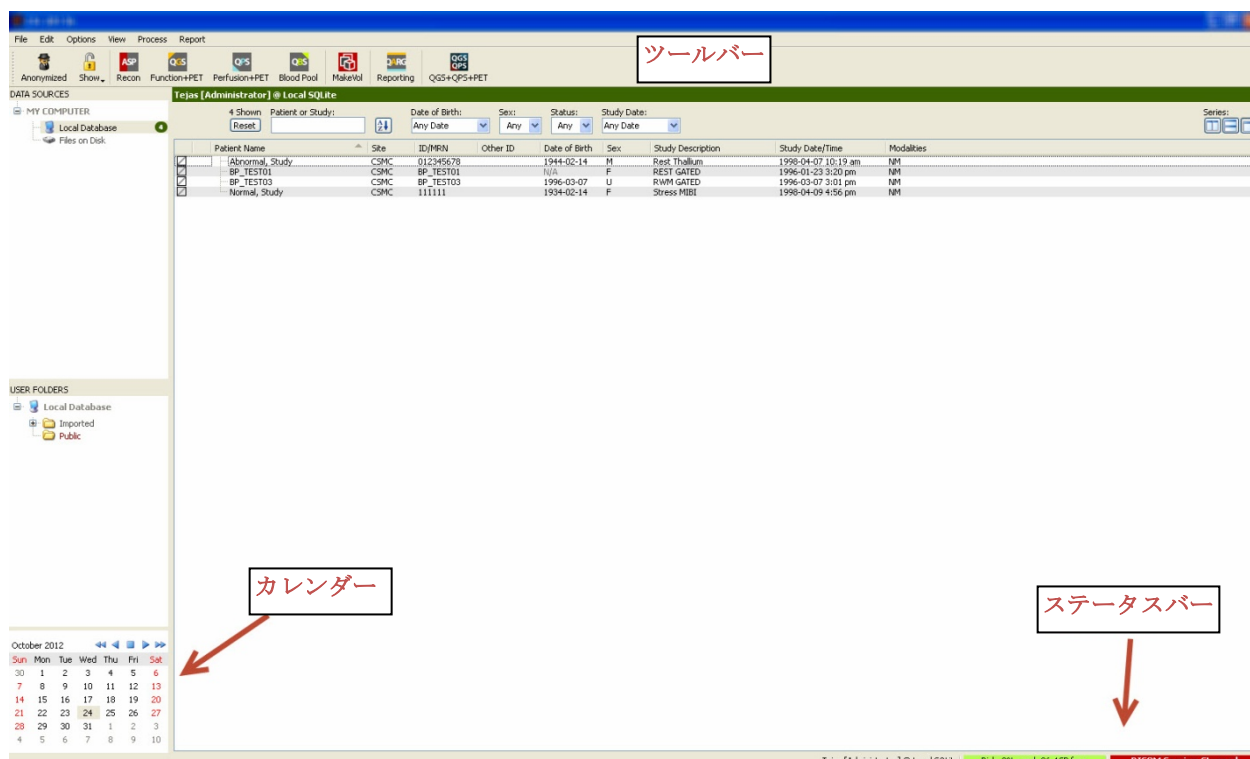 File Edit Options View Process Report
ツールバー
Anonymized Show Recon Function+PET Perfusion+PET Blood Pool MakeVol Reporting QGS+QPS+PET
ASP QGS QPS QBS QARG QGS QPS
DATA SOURCES
Tejas [Administrator] @ Local SQLite
MY COMPUTER
Local Database 4
Files on Disk
4 Shown Patient or Study: Date of Birth: Sex: Status: Study Date: Series:
Reset Any Date Any Any Any Date
Patient Name Site ID/MRN Other ID Date of Birth Sex Study Description Study Date/Time Modalities
Abnormal, Study CSMC 012345678 1944-02-14 M Rest Thallium 1998-04-07 10:19 am NM
BP_TEST01 CSMC BP_TEST01 N/A F REST GATED 1996-01-23 3:20 pm NM
BP_TEST03 CSMC BP_TEST03 1996-03-07 U RWM GATED 1996-03-07 3:01 pm NM
Normal, Study CSMC 111111 1934-02-14 F Stress MIBI 1998-04-09 4:56 pm NM
USER FOLDERS
Local Database
Imported
Public
カレンダー
ステータスバー
October 2012
Sun Mon Tue Wed Thu Fri Sat
30 1 2 3 4 5 6
7 8 9 10 11 12 13
14 15 16 17 18 19 20
21 22 23 24 25 26 27
28 29 30 31 1 2 3
4 5 6 7 8 9 10